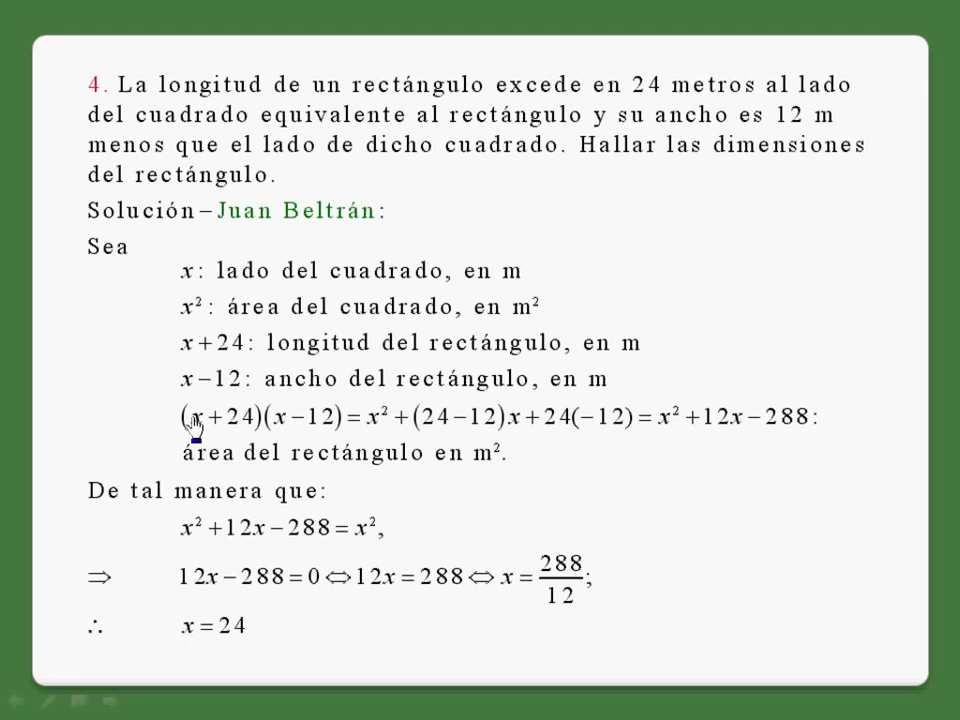 4. La longitud de un rectángulo excede en 24 metros al lado
del cuadrado equivalente al rectángulo y su ancho es 12 m
menos que el lado de dicho cuadrado. Hallar las dimensiones
del rectángulo.
Solución–Juan Beltrán:
Sea
x: lado del cuadrado, en m
x²: área del cuadrado, en m²
x+24: longitud del rectángulo, en m
x–12: ancho del rectángulo, en m
(x+24)(x–12)=x²+(24–12)x+24(–12)=x²+12x–288:
área del rectángulo en m².
De tal manera que:
x²+12x–288=x²,
⇒ 12x–288=0⇔12x=288⇔x=288/12;
∴ x=24